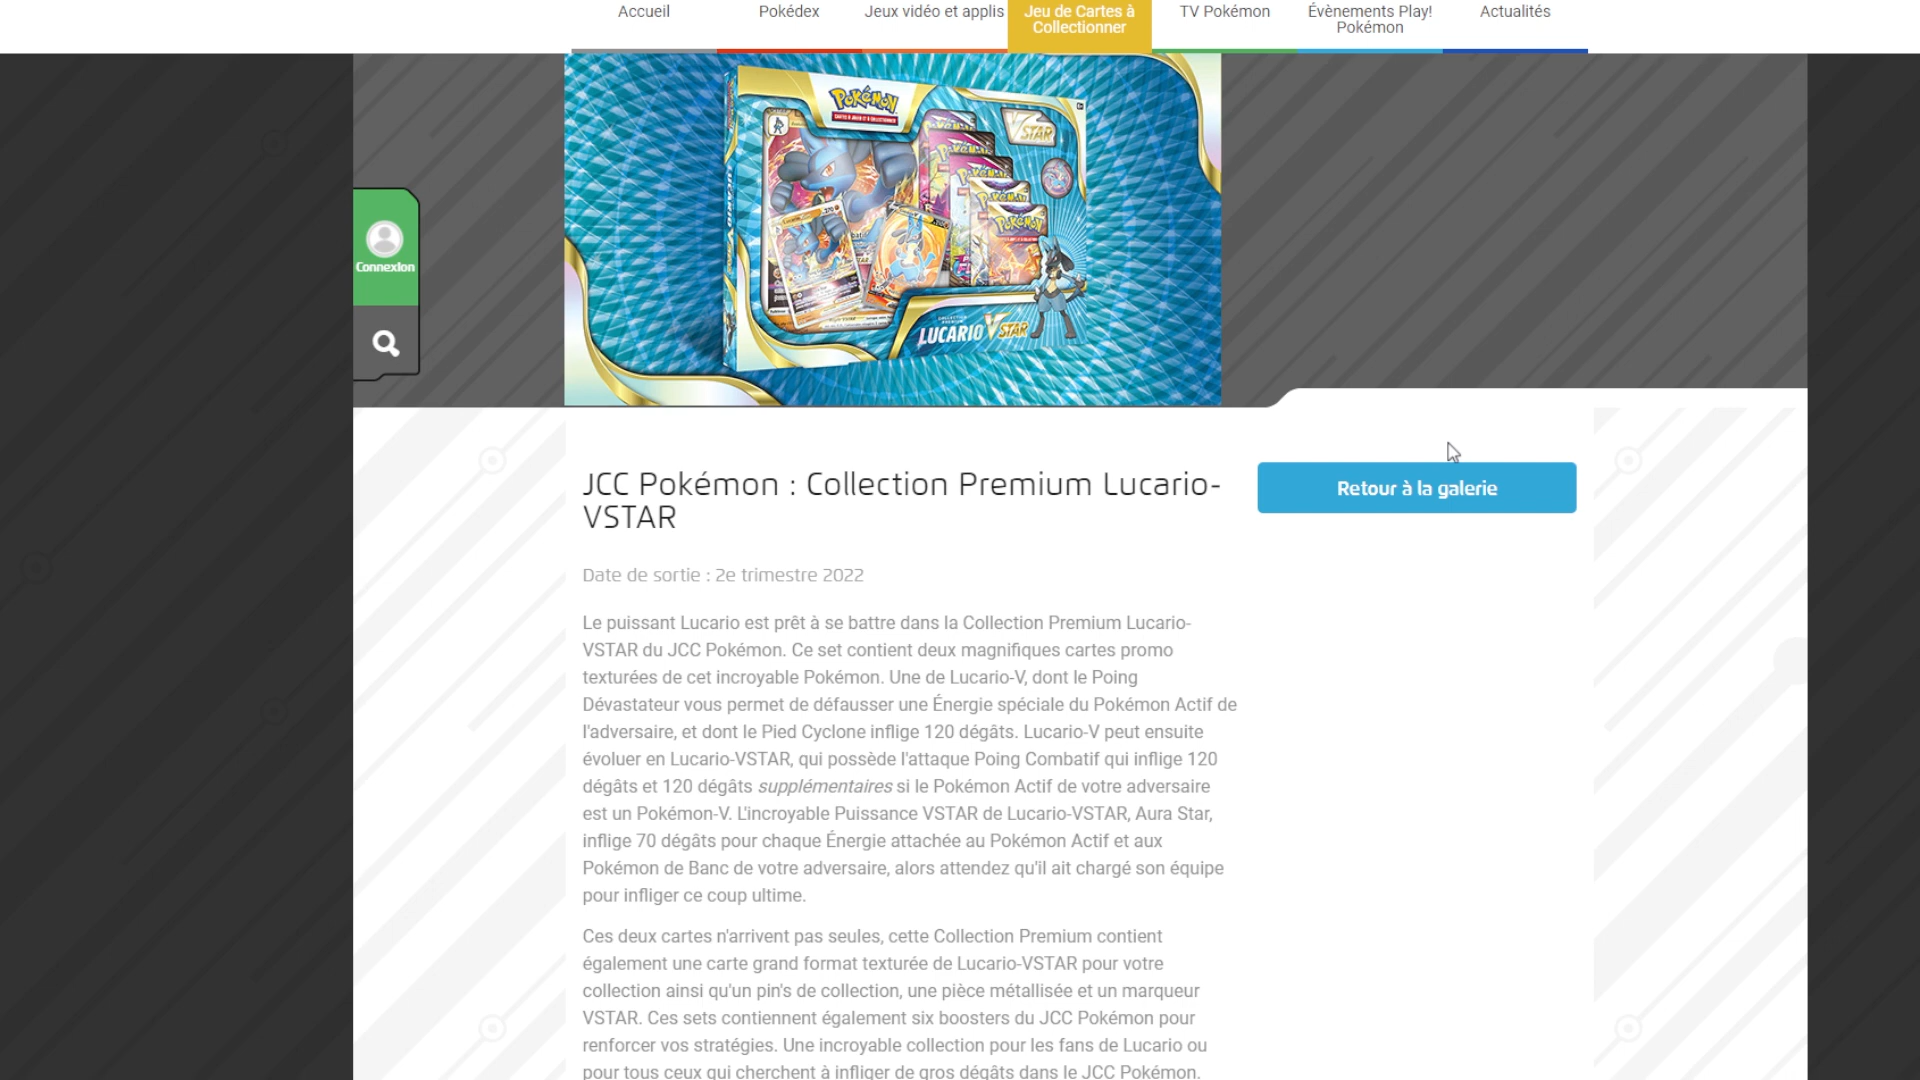 Accueil
Pokédex
Jeux vidéo et applis
Jeu de Cartes à
Collectionner
TV Pokémon
Évènements Play!
Pokémon
Actualités
Pokémon
VSTAR
Pokémon
Pokémon
Pokémon
Pokémon
LUCARIO VSTAR
Connexion
JCC Pokémon : Collection Premium Lucario-
VSTAR
Retour à la galerie
Date de sortie : 2e trimestre 2022
Le puissant Lucario est prêt à se battre dans la Collection Premium Lucario-
VSTAR du JCC Pokémon. Ce set contient deux magnifiques cartes promo
texturées de cet incroyable Pokémon. Une de Lucario-V, dont le Poing
Dévastateur vous permet de défausser une Énergie spéciale du Pokémon Actif de
l'adversaire, et dont le Pied Cyclone inflige 120 dégâts. Lucario-V peut ensuite
évoluer en Lucario-VSTAR, qui possède l'attaque Poing Combatif qui inflige 120
dégâts et 120 dégâts supplémentaires si le Pokémon Actif de votre adversaire
est un Pokémon-V. L'incroyable Puissance VSTAR de Lucario-VSTAR, Aura Star,
inflige 70 dégâts pour chaque Énergie attachée au Pokémon Actif et aux
Pokémon de Banc de votre adversaire, alors attendez qu'il ait chargé son équipe
pour infliger ce coup ultime.
Ces deux cartes n'arrivent pas seules, cette Collection Premium contient
également une carte grand format texturée de Lucario-VSTAR pour votre
collection ainsi qu'un pin's de collection, une pièce métallisée et un marqueur
VSTAR. Ces sets contiennent également six boosters du JCC Pokémon pour
renforcer vos stratégies. Une incroyable collection pour les fans de Lucario ou
pour tous ceux qui cherchent à infliger de gros dégâts dans le JCC Pokémon.